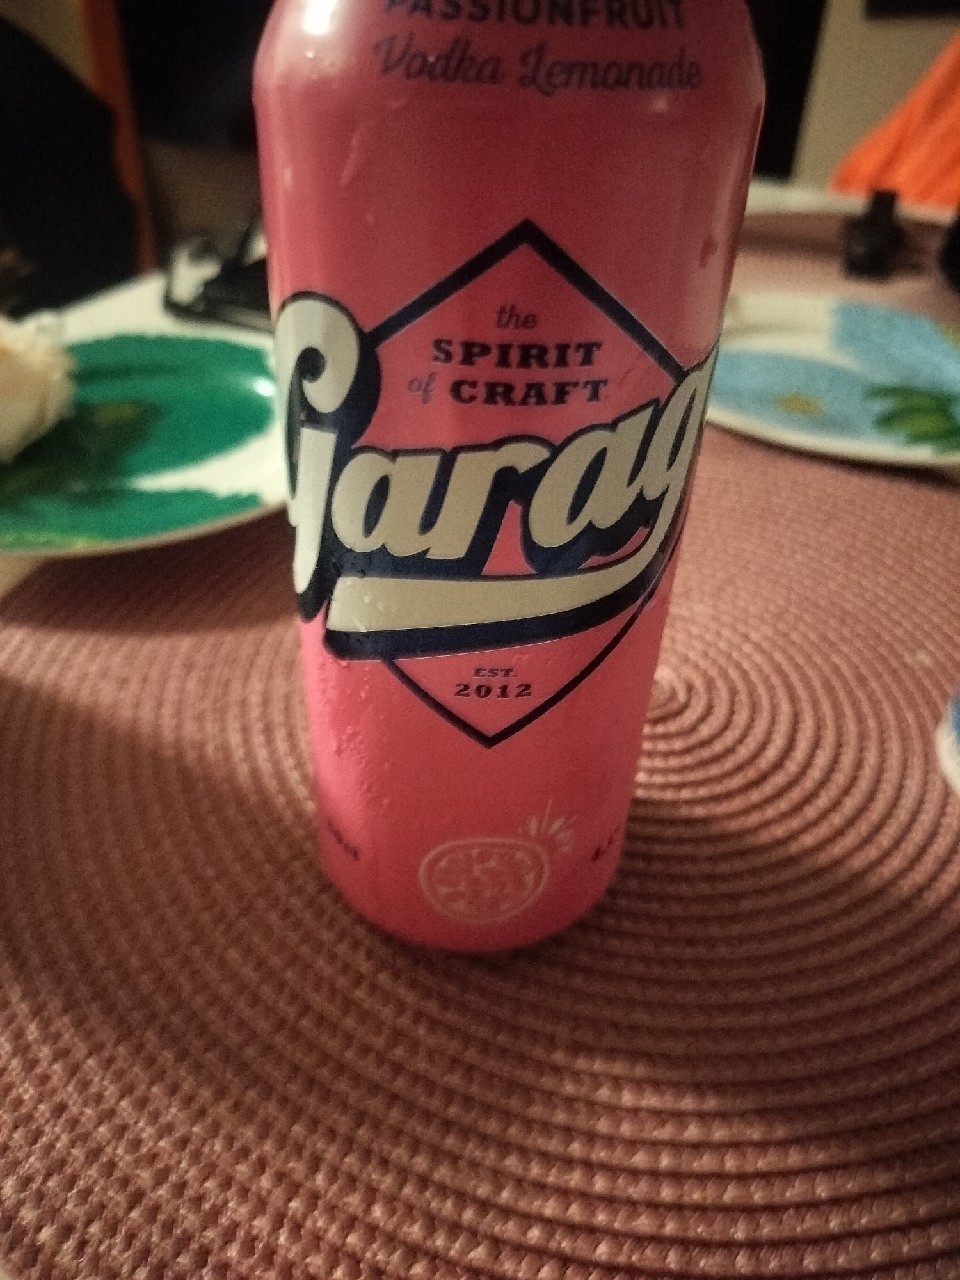 PASSIONFRUIT
Vodka Lemonade
the
SPIRIT
of CRAFT
Garag
EST.
2012